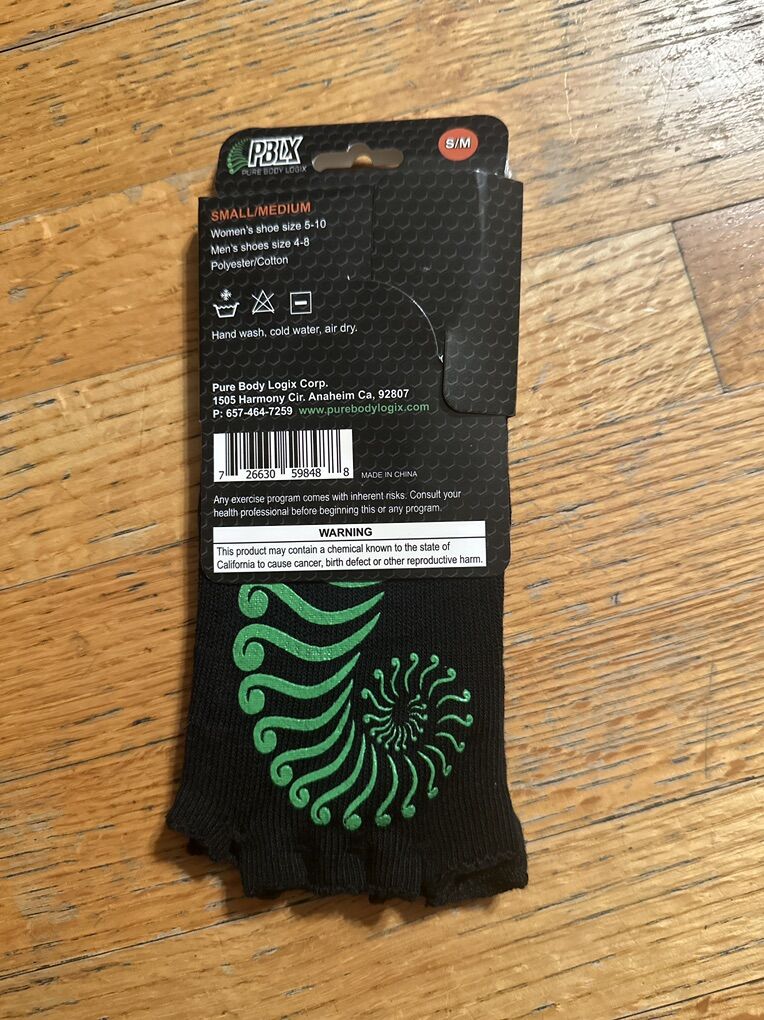 PBLX
PURE BODY LOGIX
S/M
SMALL/MEDIUM
Women's shoe size 5-10
Men's shoes size 4-8
Polyester/Cotton
Hand wash, cold water, air dry.
Pure Body Logix Corp.
1505 Harmony Cir. Anaheim Ca, 92807
P: 657-464-7259 www.purebodylogix.com
7 26630 59848 8
MADE IN CHINA
Any exercise program comes with inherent risks. Consult your
health professional before beginning this or any program.
WARNING
This product may contain a chemical known to the state of
California to cause cancer, birth defect or other reproductive harm.